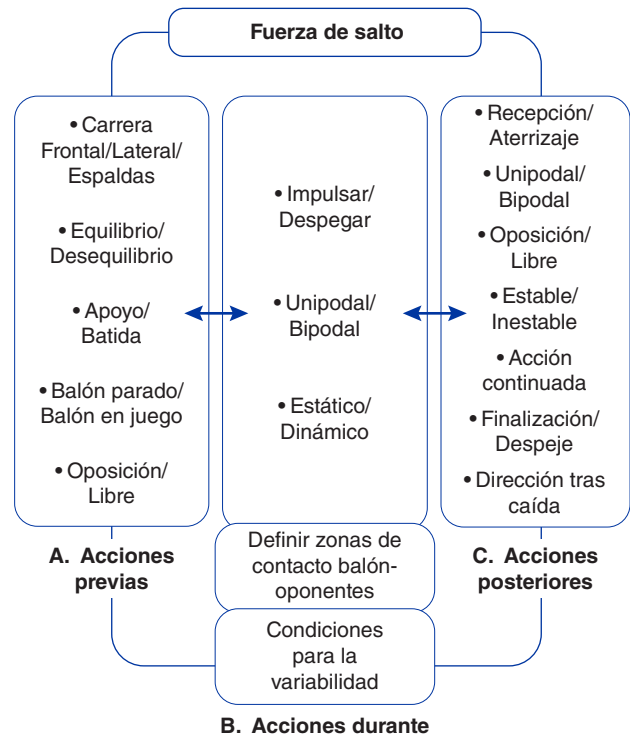 Fuerza de salto
• Carrera
Frontal/Lateral/
Espaldas
• Equilibrio/
Desequilibrio
• Apoyo/
Batida
• Balón parado/
Balón en juego
• Oposición/
Libre
A. Acciones
previas
• Impulsar/
Despegar
• Unipodal/
Bipodal
• Estático/
Dinámico
Definir zonas de
contacto balón-
oponentes
Condiciones
para la
variabilidad
B. Acciones durante
• Recepción/
Aterrizaje
• Unipodal/
Bipodal
• Oposición/
Libre
• Estable/
Inestable
• Acción
continuada
• Finalización/
Despeje
• Dirección tras
caída
C. Acciones
posteriores